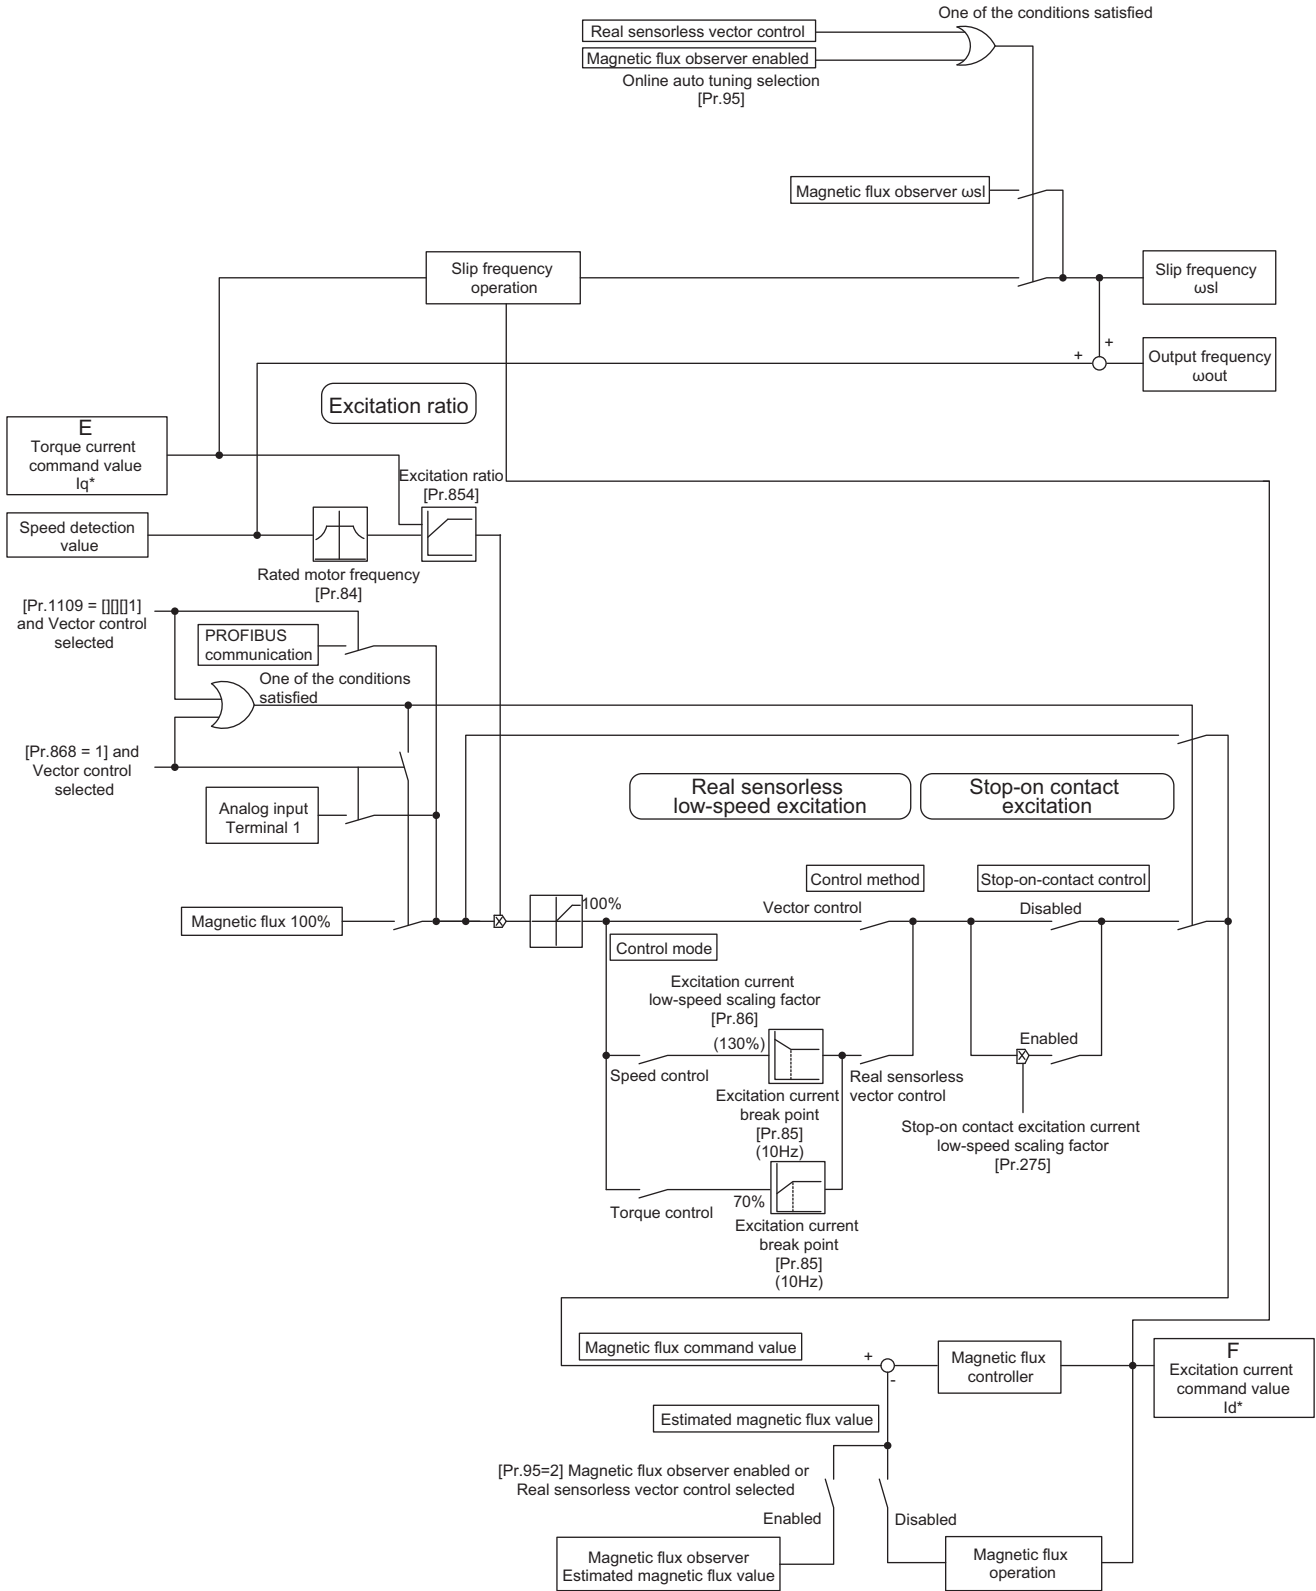 One of the conditions satisfied
Real sensorless vector control
Magnetic flux observer enabled
Online auto tuning selection
[Pr.95]
Magnetic flux observer ωsl
Slip frequency
operation
Slip frequency
ωsl
Output frequency
ωout
+
+
Excitation ratio
E
Torque current
command value
Iq*
Excitation ratio
[Pr.854]
Speed detection
value
Rated motor frequency
[Pr.84]
[Pr.1109 = [][][]1]
and Vector control
selected
PROFIBUS
communication
One of the conditions
satisfied
[Pr.868 = 1] and
Vector control
selected
Analog input
Terminal 1
Real sensorless
low-speed excitation
Stop-on contact
excitation
Control method
Stop-on-contact control
Magnetic flux 100%
X
100%
Vector control
Disabled
Control mode
Excitation current
low-speed scaling factor
[Pr.86]
(130%)
Speed control
Excitation current
break point
[Pr.85]
(10Hz)
Real sensorless
vector control
Enabled
X
Stop-on contact excitation current
low-speed scaling factor
[Pr.275]
70%
Torque control
Excitation current
break point
[Pr.85]
(10Hz)
Magnetic flux command value
+
-
Magnetic flux
controller
F
Excitation current
command value
Id*
Estimated magnetic flux value
[Pr.95=2] Magnetic flux observer enabled or
Real sensorless vector control selected
Enabled
Disabled
Magnetic flux observer
Estimated magnetic flux value
Magnetic flux
operation